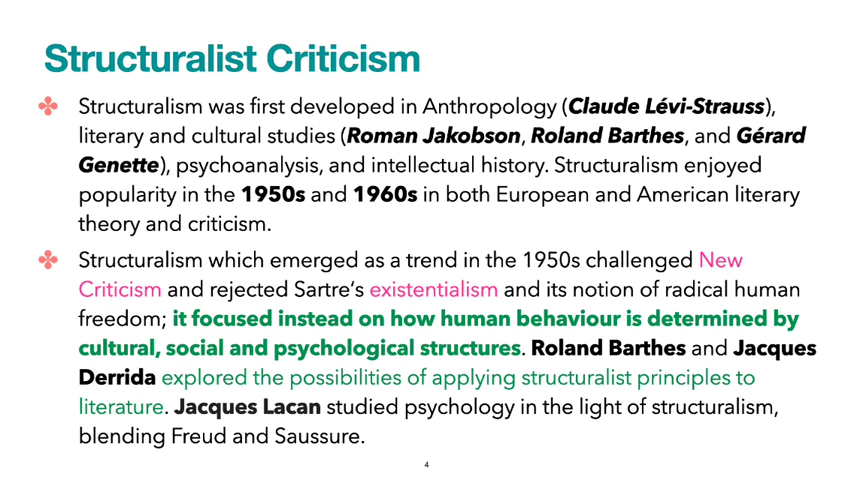 Structuralist Criticism
Structuralism was first developed in Anthropology (Claude Lévi-Strauss),
literary and cultural studies (Roman Jakobson, Roland Barthes, and Gérard
Genette), psychoanalysis, and intellectual history. Structuralism enjoyed
popularity in the 1950s and 1960s in both European and American literary
theory and criticism.
Structuralism which emerged as a trend in the 1950s challenged New
Criticism and rejected Sartre‘s existentialism and its notion of radical human
freedom; it focused instead on how human behaviour is determined by
cultural, social and psychological structures. Roland Barthes and Jacques
Derrida explored the possibilities of applying structuralist principles to
literature. Jacques Lacan studied psychology in the light of structuralism,
blending Freud and Saussure.
4